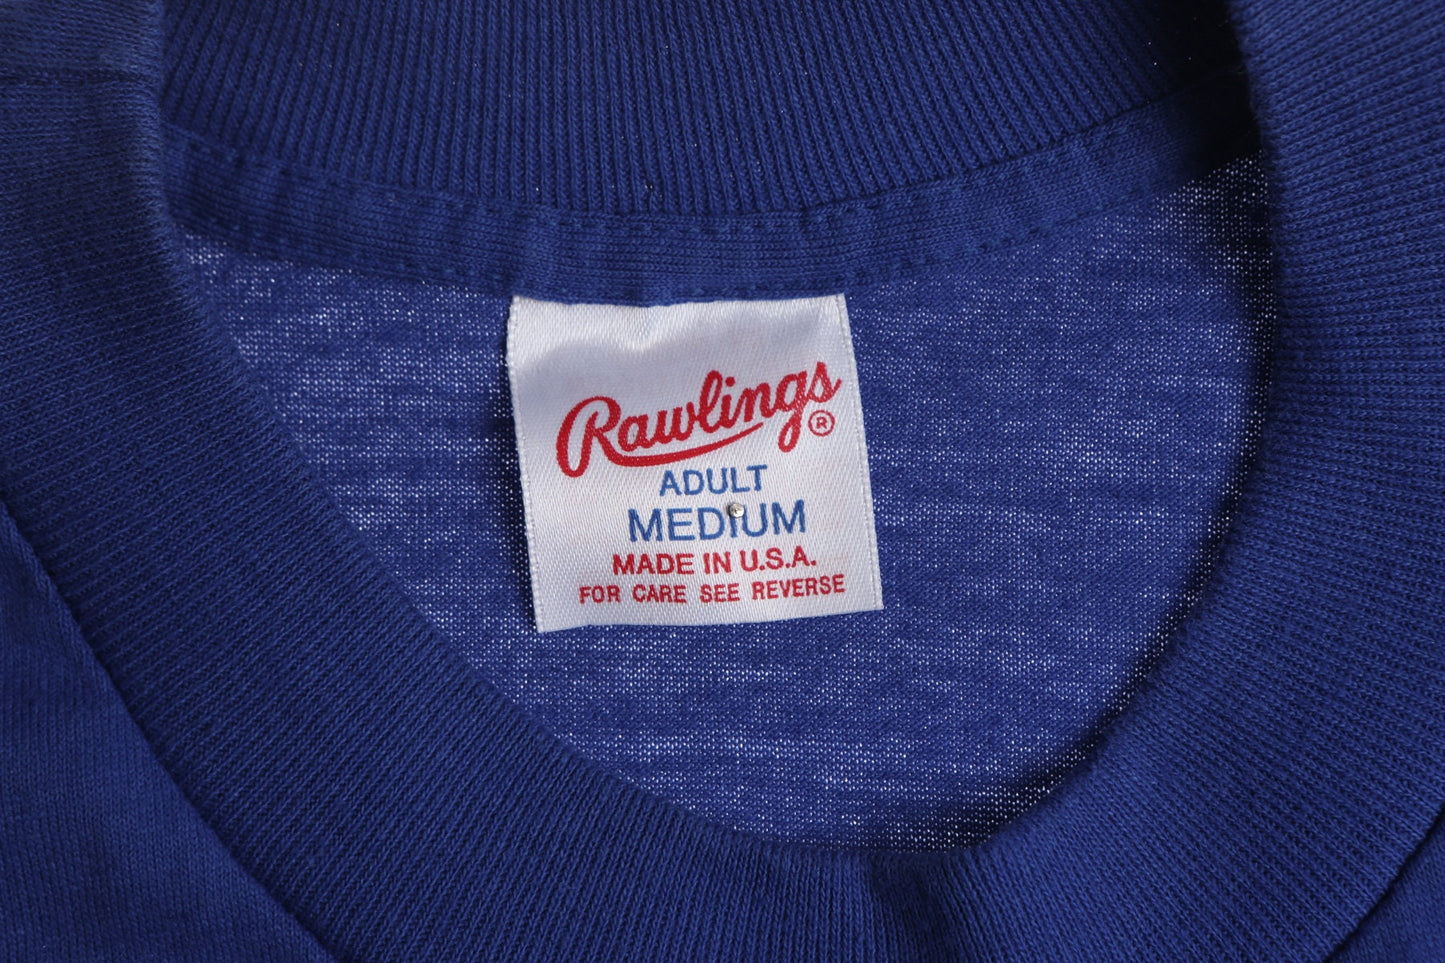 Rawlings®
ADULT
MEDIUM
MADE IN U.S.A.
FOR CARE SEE REVERSE